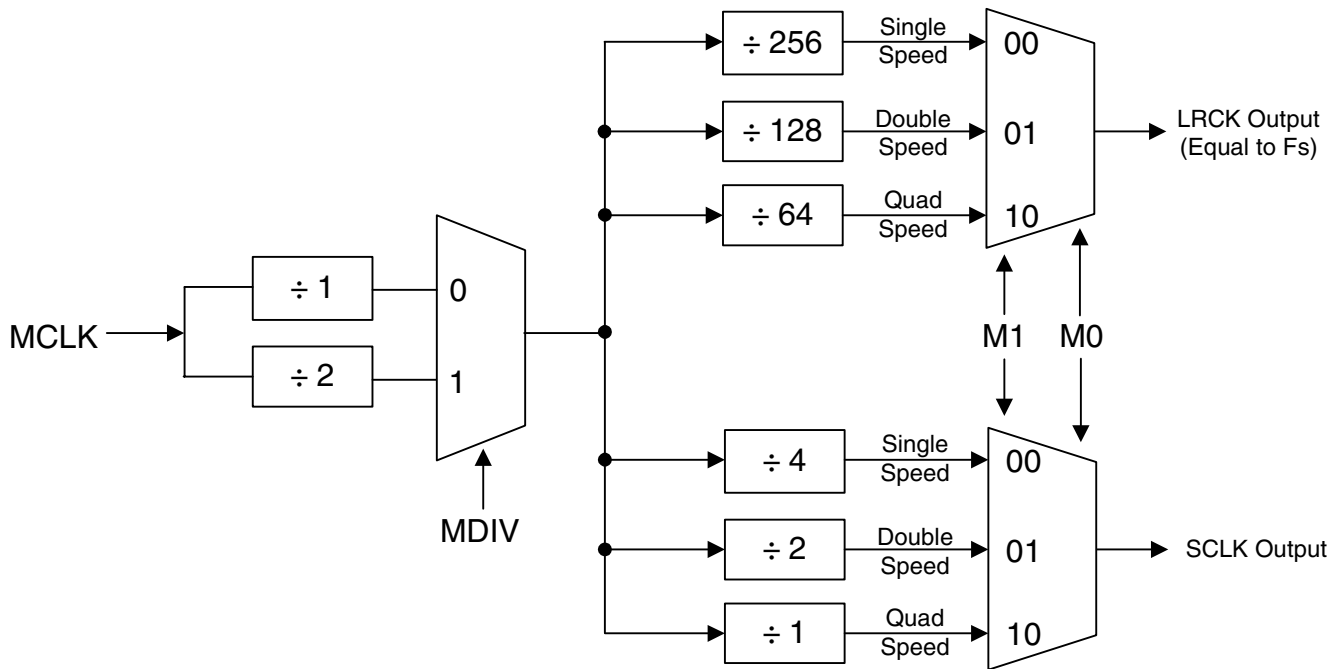 ÷ 256
Single
Speed
00
÷ 128
Double
Speed
01
LRCK Output
(Equal to Fs)
÷ 64
Quad
Speed
10
MCLK
÷ 1
0
÷ 2
1
MDIV
M1
M0
÷ 4
Single
Speed
00
÷ 2
Double
Speed
01
SCLK Output
÷ 1
Quad
Speed
10